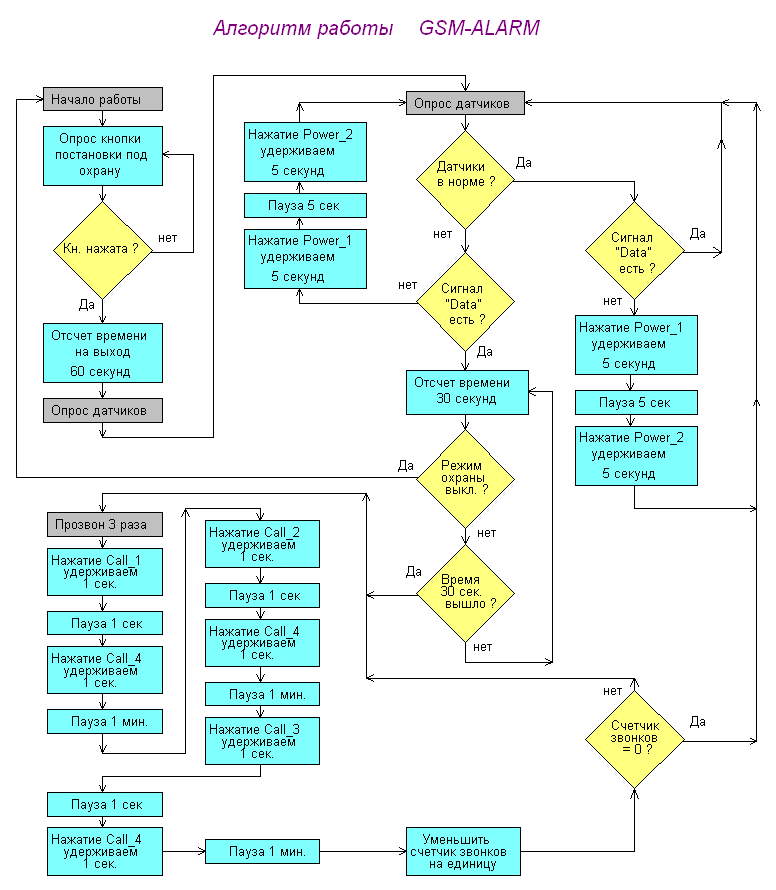 Алгоритм работы GSM-ALARM
Начало работы
Опрос кнопки
постановки под
охрану
Кн. нажата ?
нет
Да
Отсчет времени
на выход
60 секунд
Опрос датчиков
Нажатие Power_2
удерживаем
5 секунд
Пауза 5 сек
Нажатие Power_1
удерживаем
5 секунд
Опрос датчиков
Датчики
в норме ?
Да
нет
Сигнал
"Data"
есть ?
нет
Да
Сигнал
"Data"
есть ?
Да
нет
Нажатие Power_1
удерживаем
5 секунд
Пауза 5 сек
Нажатие Power_2
удерживаем
5 секунд
Отсчет времени
30 секунд
Режим
охраны
выкл. ?
Да
нет
Время
30 сек.
вышло ?
Да
нет
Прозвон 3 раза
Нажатие Call_1
удерживаем
1 сек.
Пауза 1 сек
Нажатие Call_4
удерживаем
1 сек.
Пауза 1 мин.
Нажатие Call_2
удерживаем
1 сек.
Пауза 1 сек
Нажатие Call_4
удерживаем
1 сек.
Пауза 1 мин.
Нажатие Call_3
удерживаем
1 сек.
Пауза 1 сек
Нажатие Call_4
удерживаем
1 сек.
Пауза 1 мин.
Уменьшить
счетчик звонков
на единицу
Счетчик
звонков
= 0 ?
нет
Да